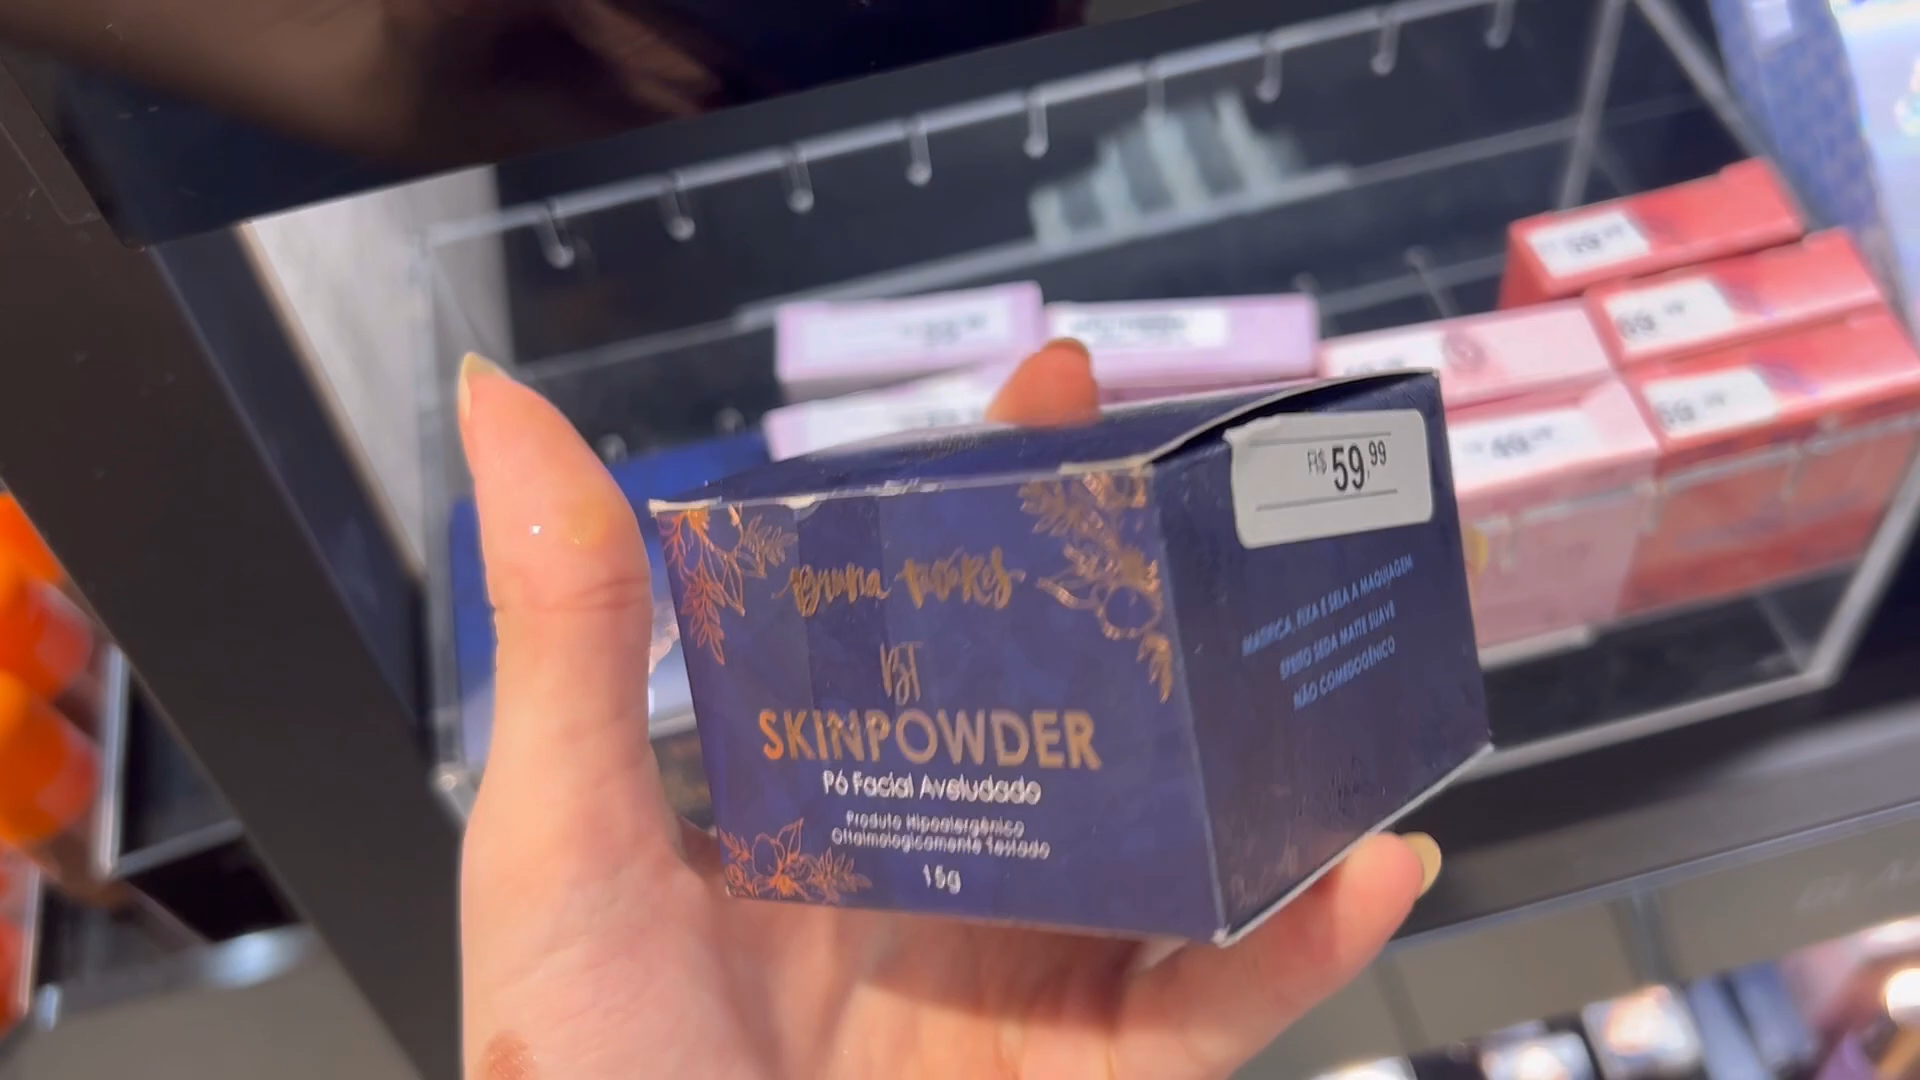 R$ 59,99
Bruna Tavares
BT
SKINPOWDER
Pó Facial Aveludado
Produto Hipoalergênico
Oftalmologicamente Testado
15g
MATIFICA, FIXA E SELA A MAQUIAGEM
EFEITO SEDA MATTE SUAVE
NÃO COMEDOGÊNICO